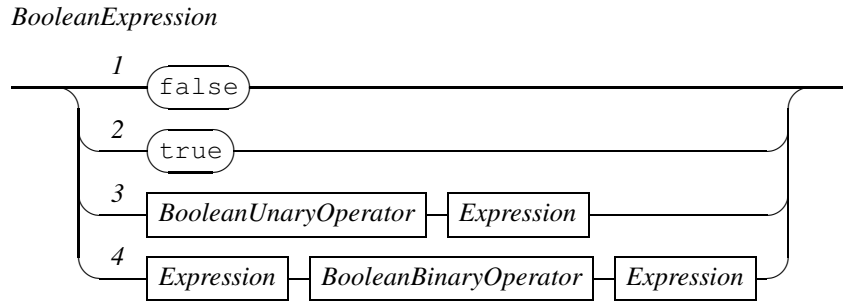 BooleanExpression
1 false
2 true
3 BooleanUnaryOperator Expression
4 Expression BooleanBinaryOperator Expression